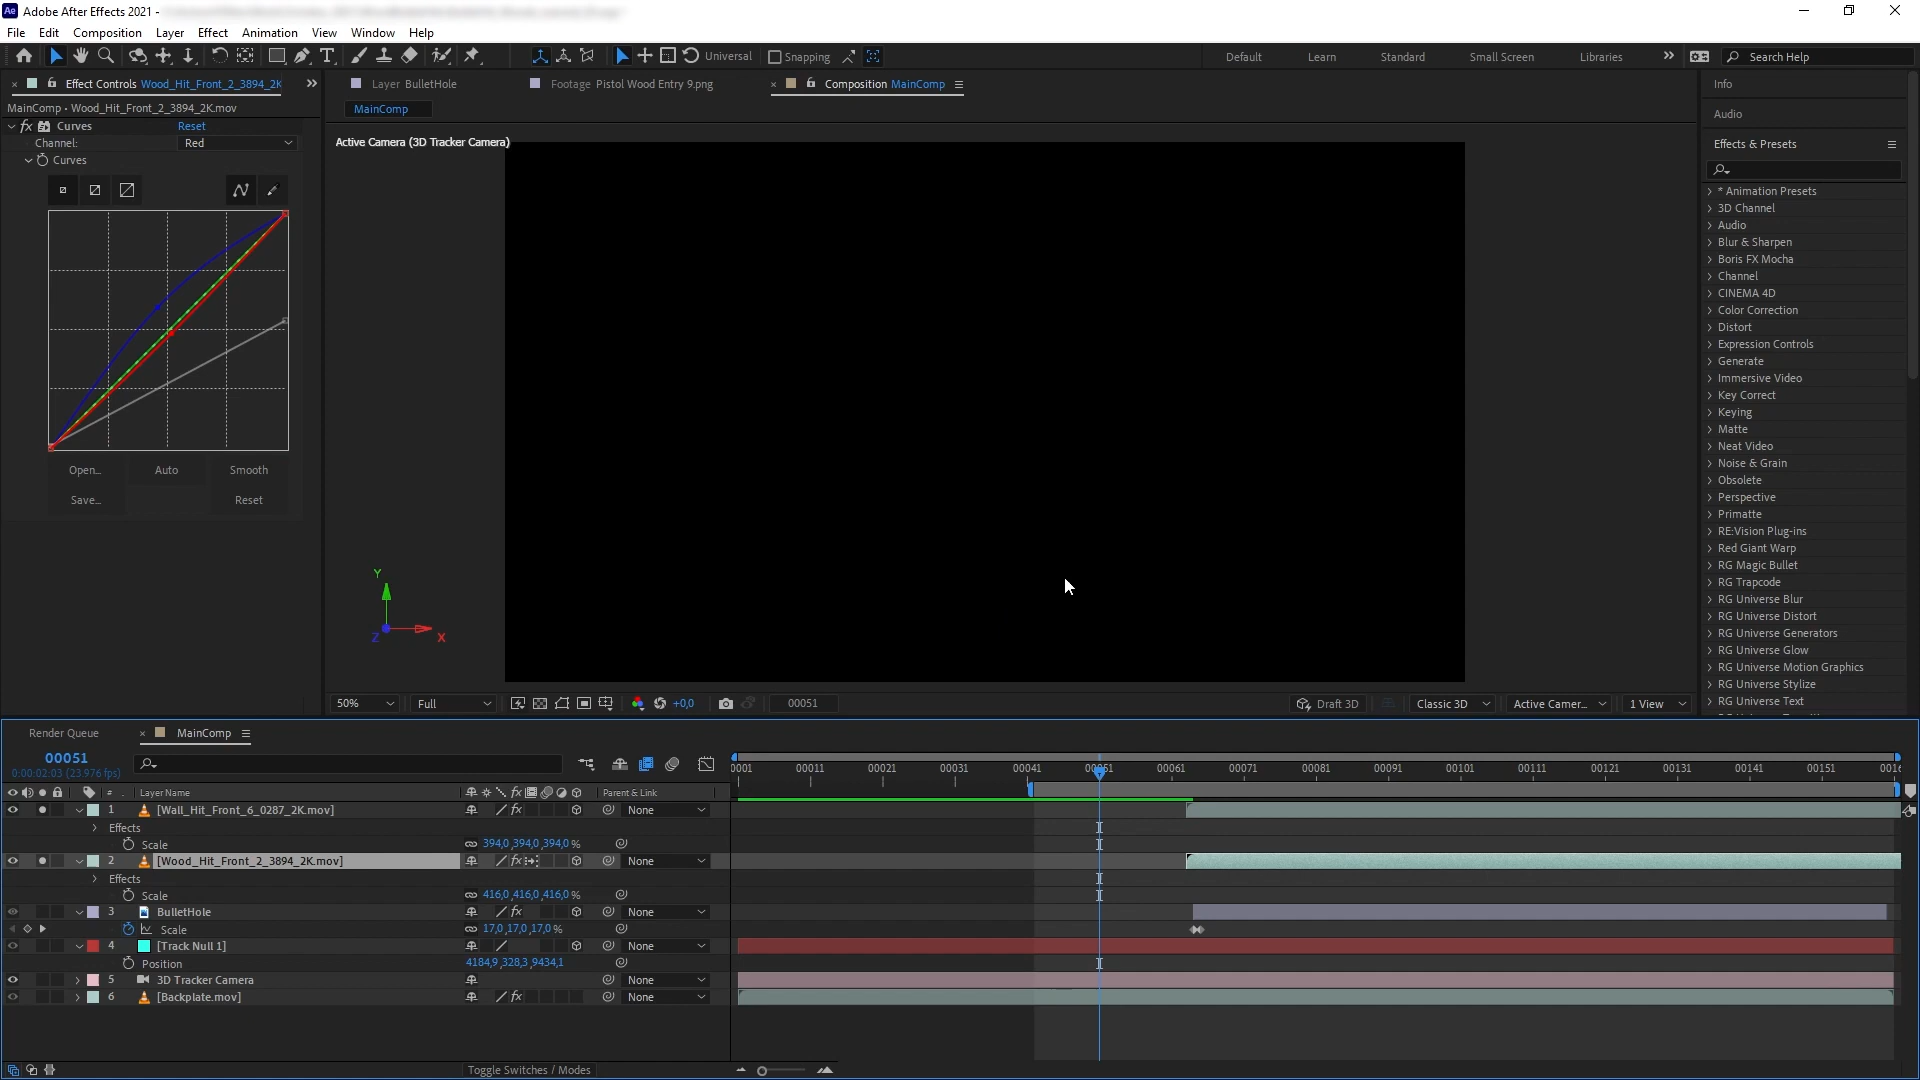 Ae Adobe After Effects 2021 -
File Edit Composition Layer Effect Animation View Window Help
Universal Snapping Default Learn Standard Small Screen Libraries » Search Help
× Effect Controls Wood_Hit_Front_2_3894_2K »
Layer BulletHole
Footage Pistol Wood Entry 9.png
× Composition MainComp
Info
MainComp • Wood_Hit_Front_2_3894_2K.mov
MainComp
Audio
fx Curves Reset
Channel: Red
Curves
Active Camera (3D Tracker Camera)
Open... Auto Smooth
Save... Reset
Y
Z
X
Effects & Presets
* Animation Presets
3D Channel
Audio
Blur & Sharpen
Boris FX Mocha
Channel
CINEMA 4D
Color Correction
Distort
Expression Controls
Generate
Immersive Video
Key Correct
Keying
Matte
Neat Video
Noise & Grain
Obsolete
Perspective
Primatte
RE:Vision Plug-ins
Red Giant Warp
RG Magic Bullet
RG Trapcode
RG Universe Blur
RG Universe Distort
RG Universe Generators
RG Universe Glow
RG Universe Motion Graphics
RG Universe Stylize
RG Universe Text
50% Full +0,0 00051 Draft 3D Classic 3D Active Camer... 1 View
Render Queue × MainComp
00051
0:00:02:03 (23.976 fps)
0001 00011 00021 00031 00041 00051 00061 00071 00081 00091 00101 00111 00121 00131 00141 00151 0016
# Layer Name fx Parent & Link
1 [Wall_Hit_Front_6_0287_2K.mov] fx None
Effects
Scale 394,0,394,0,394,0%
2 [Wood_Hit_Front_2_3894_2K.mov] fx None
Effects
Scale 416,0,416,0,416,0%
3 BulletHole fx None
Scale 17,0,17,0,17,0%
4 [Track Null 1] None
Position 4184,9,328,3,9434,1
5 3D Tracker Camera None
6 [Backplate.mov] fx None
Toggle Switches / Modes